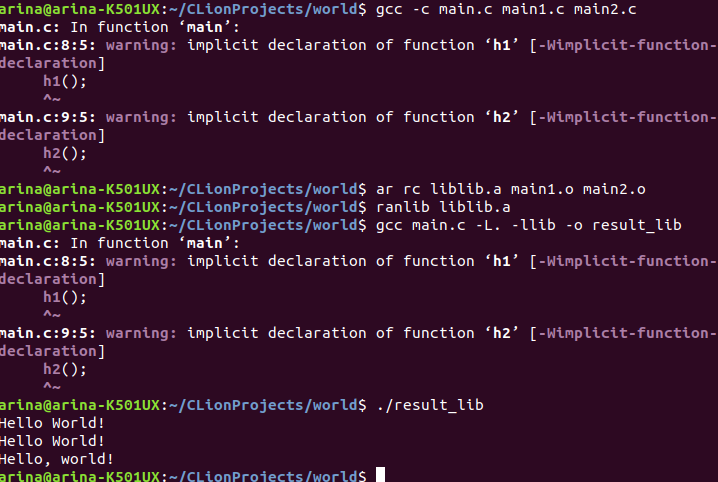 arina@arina-K501UX:~/CLionProjects/world$ gcc -c main.c main1.c main2.c
main.c: In function ‘main’:
main.c:8:5: warning: implicit declaration of function ‘h1’ [-Wimplicit-function-
declaration]
     h1();
     ^~
main.c:9:5: warning: implicit declaration of function ‘h2’ [-Wimplicit-function-
declaration]
     h2();
     ^~
arina@arina-K501UX:~/CLionProjects/world$ ar rc liblib.a main1.o main2.o
arina@arina-K501UX:~/CLionProjects/world$ ranlib liblib.a
arina@arina-K501UX:~/CLionProjects/world$ gcc main.c -L. -llib -o result_lib
main.c: In function ‘main’:
main.c:8:5: warning: implicit declaration of function ‘h1’ [-Wimplicit-function-
declaration]
     h1();
     ^~
main.c:9:5: warning: implicit declaration of function ‘h2’ [-Wimplicit-function-
declaration]
     h2();
     ^~
arina@arina-K501UX:~/CLionProjects/world$ ./result_lib
Hello World!
Hello World!
Hello, world!
arina@arina-K501UX:~/CLionProjects/world$